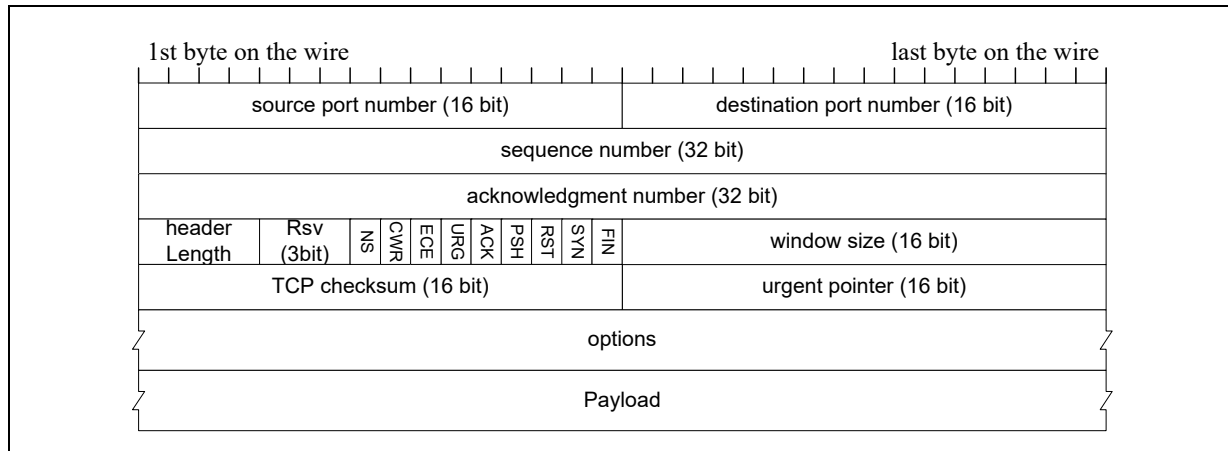 1st byte on the wire last byte on the wire
source port number (16 bit) destination port number (16 bit)
sequence number (32 bit)
acknowledgment number (32 bit)
header Length Rsv (3bit) NS CWR ECE URG ACK PSH RST SYN FIN window size (16 bit)
TCP checksum (16 bit) urgent pointer (16 bit)
options
Payload